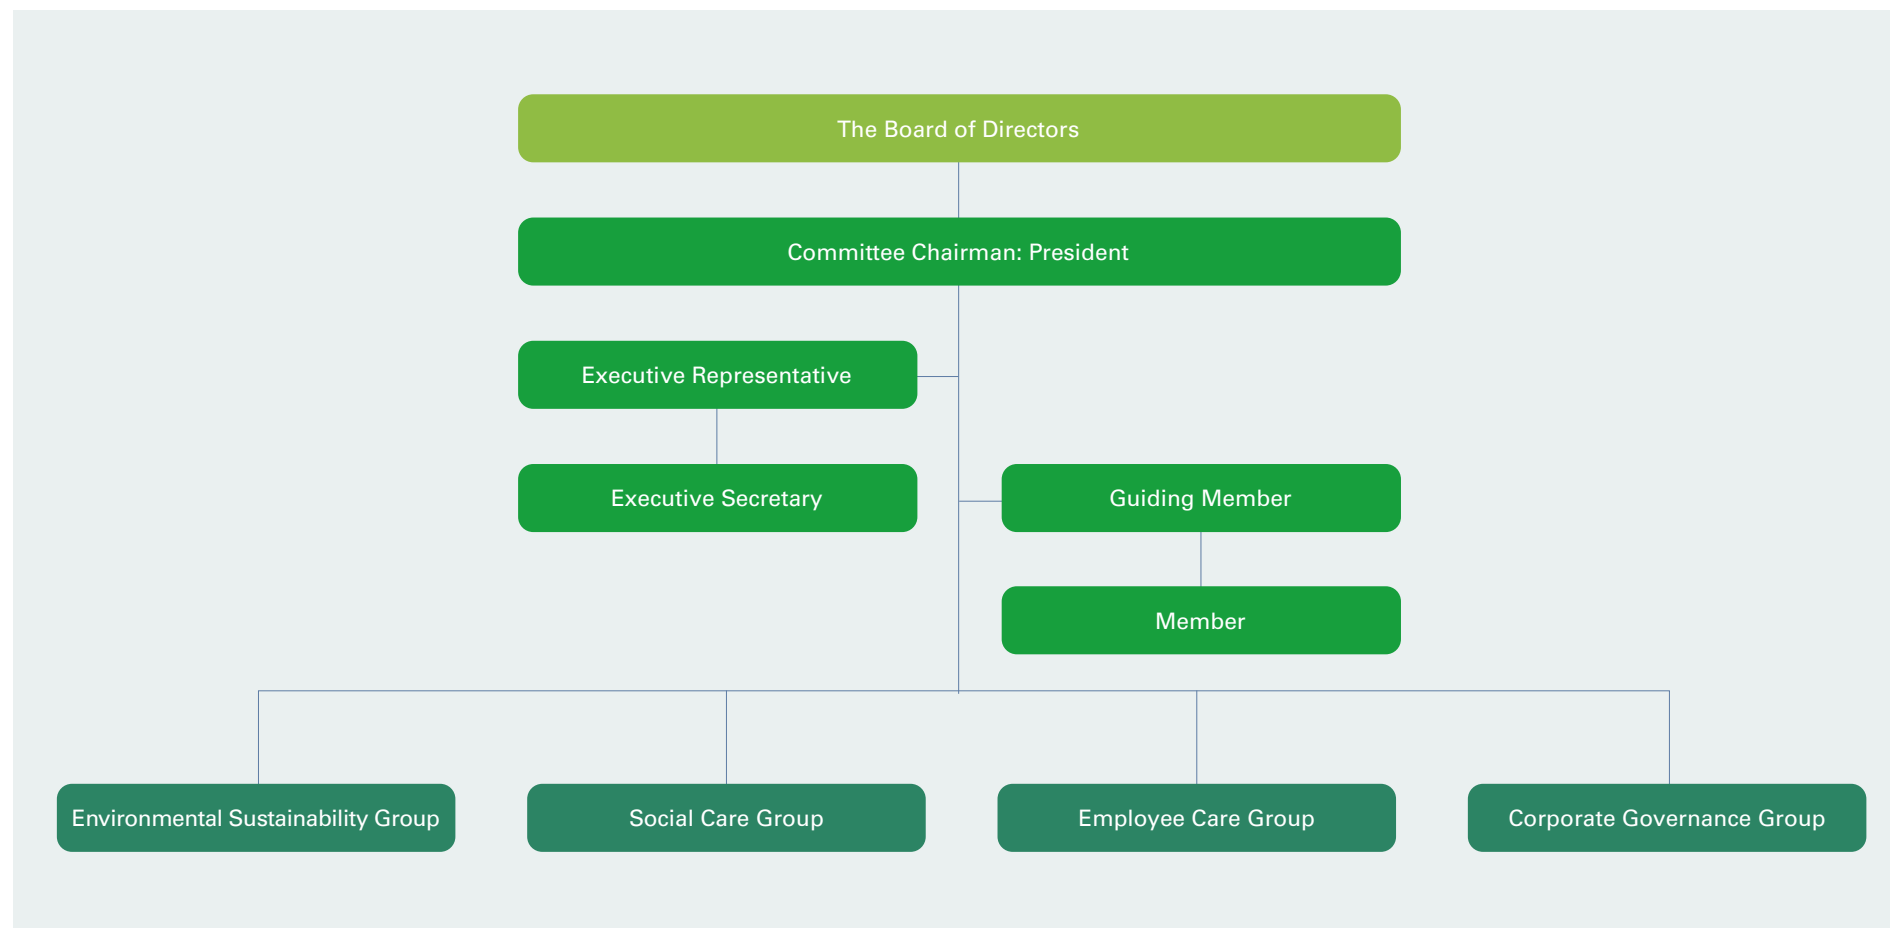 The Board of Directors
Committee Chairman: President
Executive Representative
Executive Secretary
Guiding Member
Member
Environmental Sustainability Group
Social Care Group
Employee Care Group
Corporate Governance Group